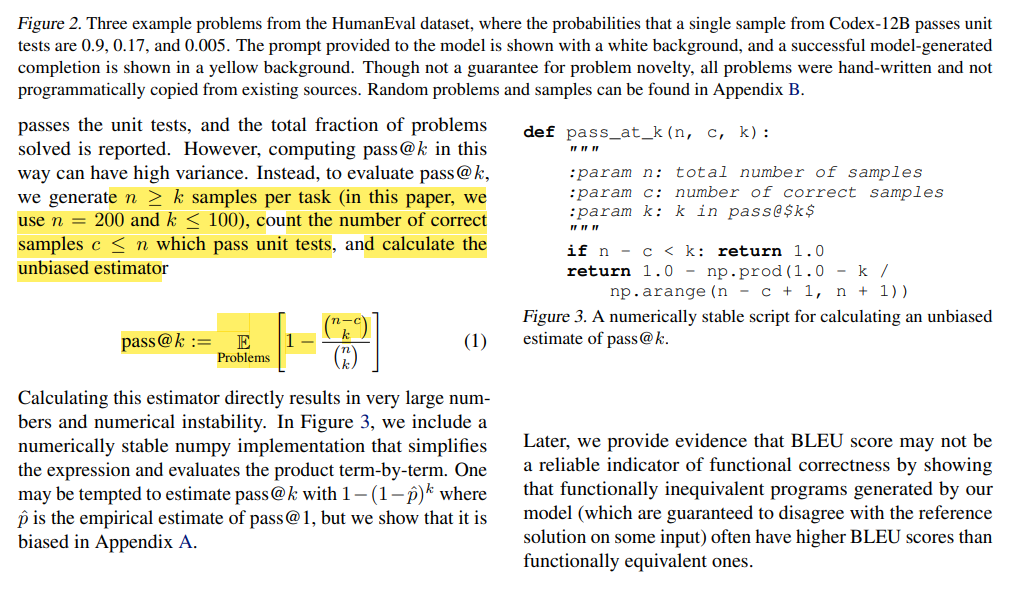 Figure 2. Three example problems from the HumanEval dataset, where the probabilities that a single sample from Codex-12B passes unit
tests are 0.9, 0.17, and 0.005. The prompt provided to the model is shown with a white background, and a successful model-generated
completion is shown in a yellow background. Though not a guarantee for problem novelty, all problems were hand-written and not
programmatically copied from existing sources. Random problems and samples can be found in Appendix B.
passes the unit tests, and the total fraction of problems
solved is reported. However, computing pass@k in this
way can have high variance. Instead, to evaluate pass@k,
we generate n ≥ k samples per task (in this paper, we
use n = 200 and k ≤ 100), count the number of correct
samples c ≤ n which pass unit tests, and calculate the
unbiased estimator
pass@k := 𝔼_Problems [1 − \binom{n−c}{k} / \binom{n}{k}] (1)
Calculating this estimator directly results in very large num-
bers and numerical instability. In Figure 3, we include a
numerically stable numpy implementation that simplifies
the expression and evaluates the product term-by-term. One
may be tempted to estimate pass@k with 1−(1−p̂)^k where
p̂ is the empirical estimate of pass@1, but we show that it is
biased in Appendix A.
def pass_at_k(n, c, k):
"""
:param n: total number of samples
:param c: number of correct samples
:param k: k in pass@$k$
"""
if n - c < k: return 1.0
return 1.0 - np.prod(1.0 - k /
np.arange(n - c + 1, n + 1))
Figure 3. A numerically stable script for calculating an unbiased
estimate of pass@k.
Later, we provide evidence that BLEU score may not be
a reliable indicator of functional correctness by showing
that functionally inequivalent programs generated by our
model (which are guaranteed to disagree with the reference
solution on some input) often have higher BLEU scores than
functionally equivalent ones.